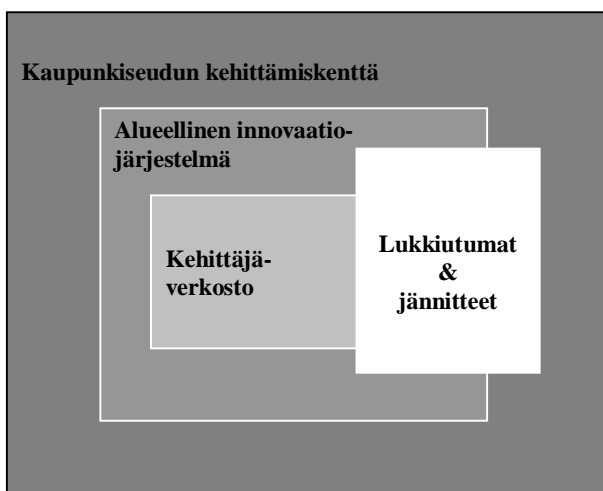 Kaupunkiseudun kehittämiskenttä
Alueellinen innovaatio-
järjestelmä
Kehittäjä-
verkosto
Lukkiutumat
&
jännitteet